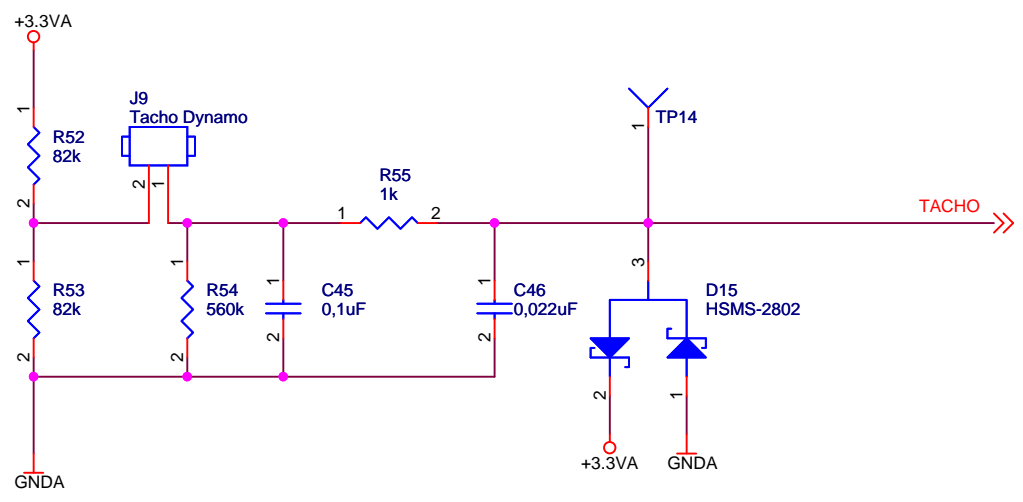 +3.3VA
J9
Tacho Dynamo
TP14
1
1
R52
82k
2
1
2
R55
1k
1
2
2
TACHO
1
R53
82k
2
1
R54
560k
2
1
C45
0,1uF
2
1
C46
0,022uF
2
3
D15
HSMS-2802
2
1
+3.3VA
GNDA
GNDA